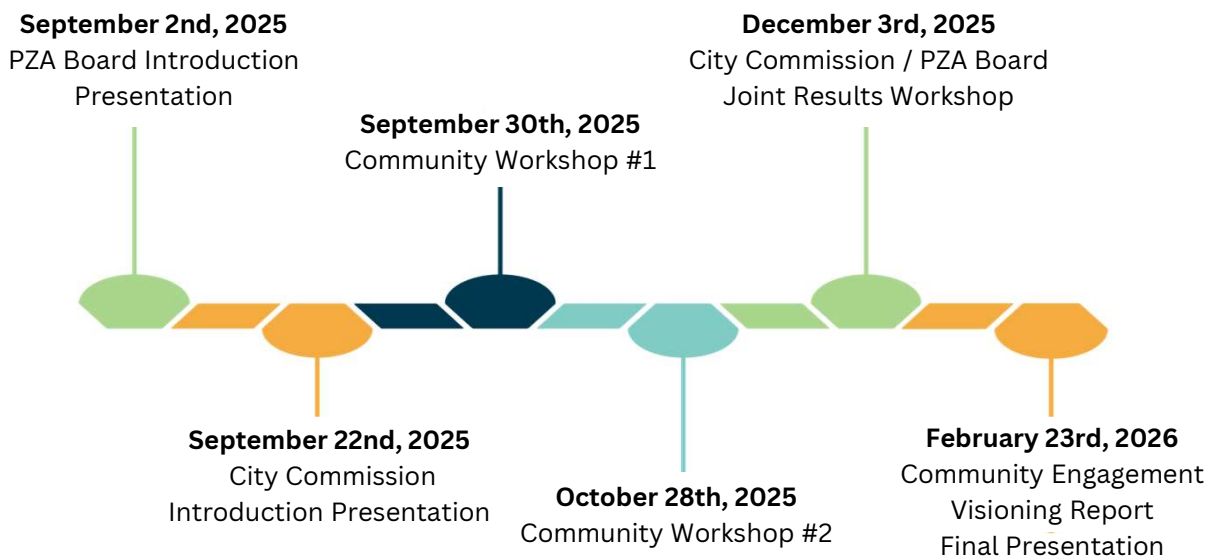 September 2nd, 2025
PZA Board Introduction
Presentation
September 22nd, 2025
City Commission
Introduction Presentation
September 30th, 2025
Community Workshop #1
October 28th, 2025
Community Workshop #2
December 3rd, 2025
City Commission / PZA Board
Joint Results Workshop
February 23rd, 2026
Community Engagement
Visioning Report
Final Presentation